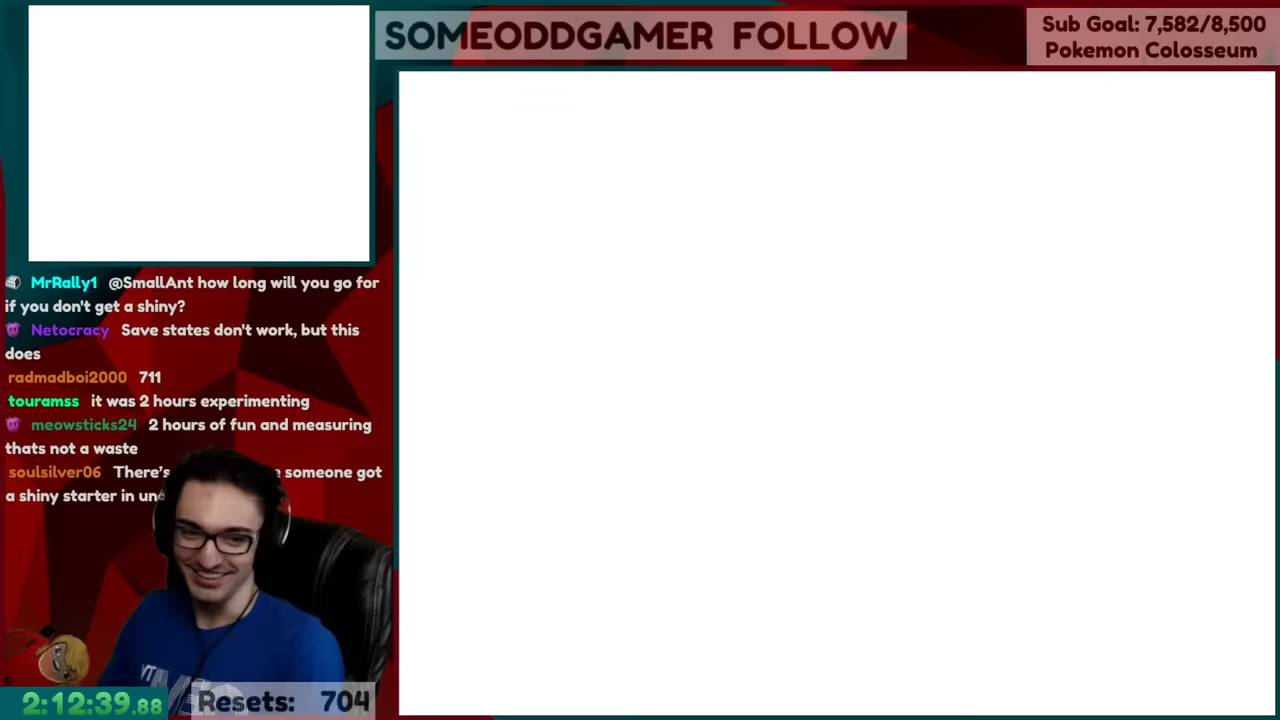 SOMEODDGAMER FOLLOW
Sub Goal: 7,582/8,500
Pokemon Colosseum
MrRally1 @SmallAnt how long will you go for
if you don't get a shiny?
Netocracy Save states don't work, but this
does
radmadboi2000 711
touramss it was 2 hours experimenting
meowsticks24 2 hours of fun and measuring
thats not a waste
soulsilver06 There's someone got
a shiny starter in
2:12:39.88
Resets: 704